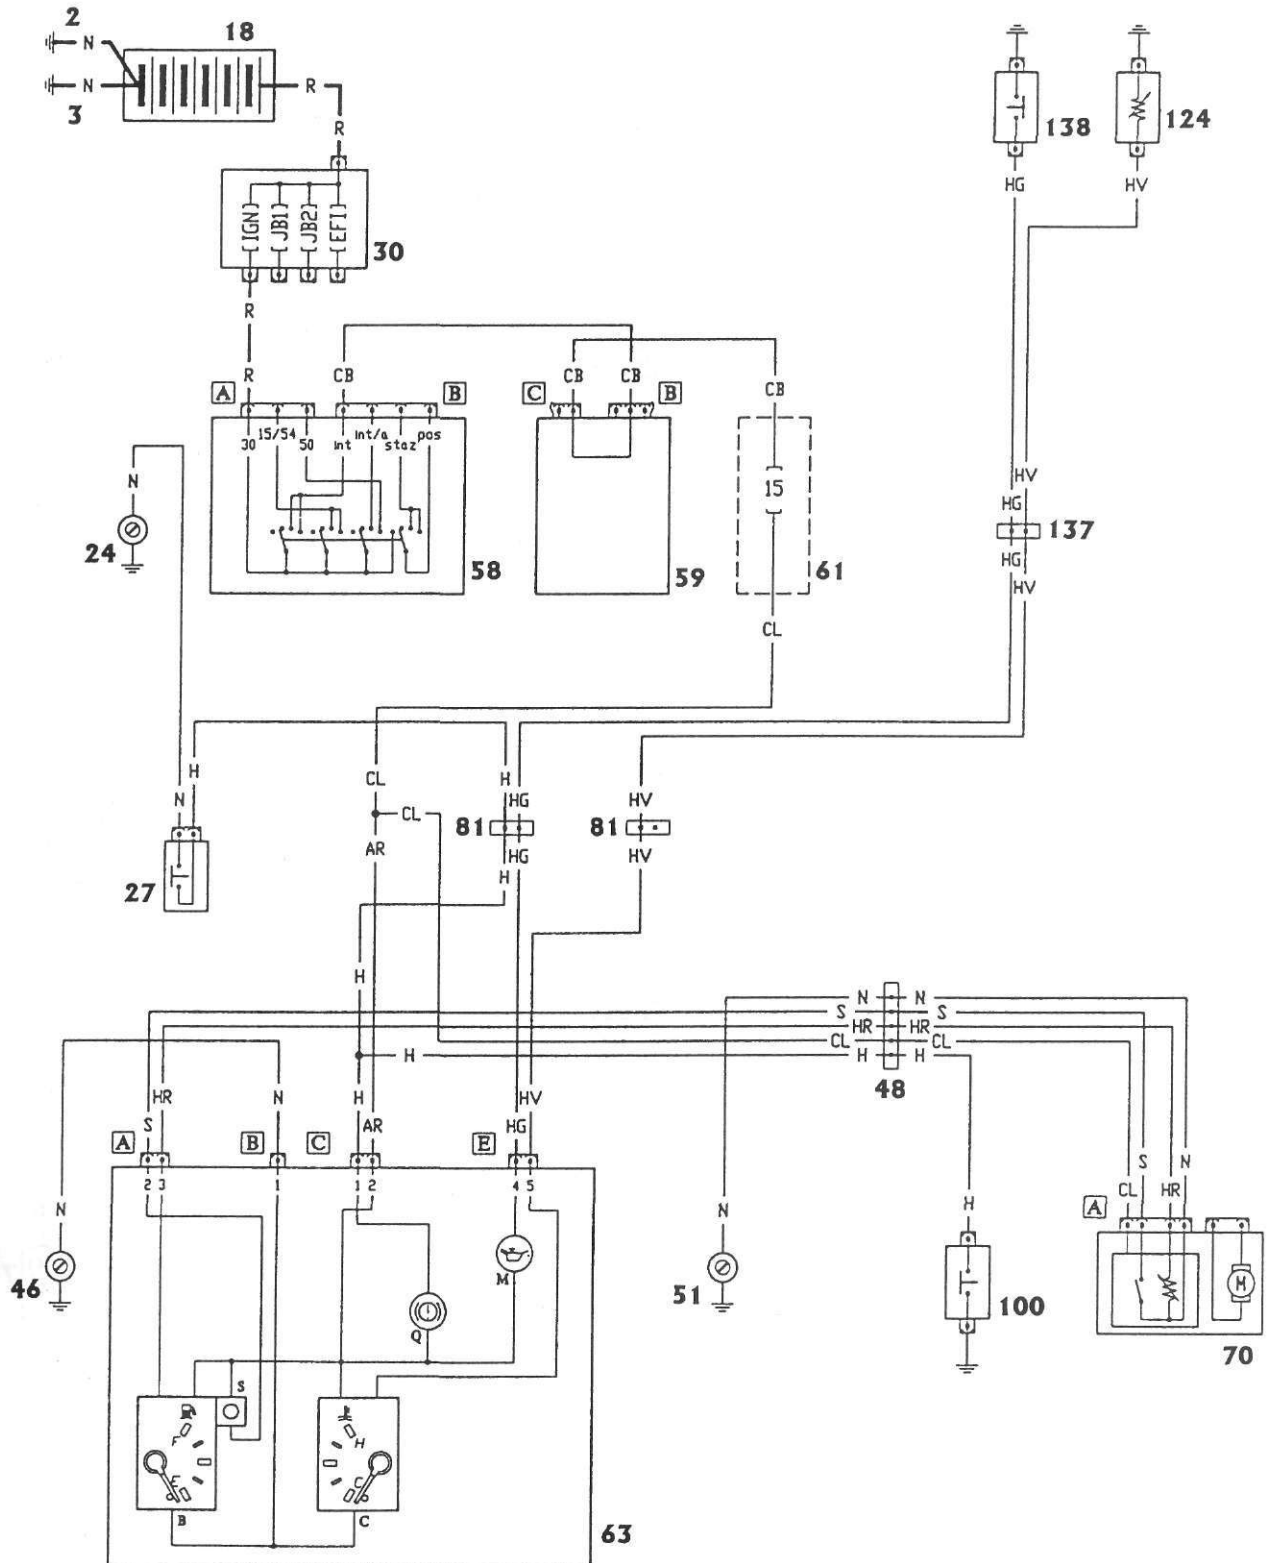 2
18
N
N
R
3
R
138
124
HG
HV
[IGN]
[JB1]
[JB2]
[EFI]
30
R
R
CB
CB
CB
CB
A
B
C
B
30
15/54
50
int
int/a
staz
pos
N
15
HV
HG
137
24
58
59
61
HG
HV
CL
H
CL
H
HG
HV
N
CL
81
81
AR
HG
HV
H
27
H
N
N
S
S
HR
HR
CL
CL
H
H
H
48
HR
N
H
HV
S
AR
HG
A
B
C
E
2
3
1
1
2
4
5
S
N
CL
HR
H
A
N
N
M
46
51
100
M
Q
70
S
F
H
E
C
B
C
63